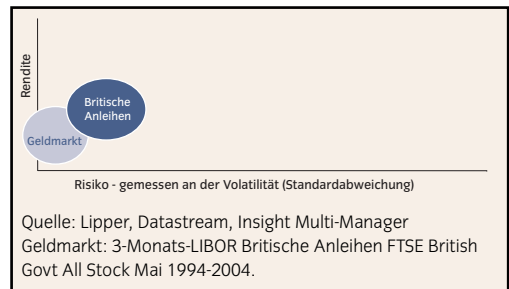 Rendite
Britische
Anleihen
Geldmarkt
Risiko - gemessen an der Volatilität (Standardabweichung)
Quelle: Lipper, Datastream, Insight Multi-Manager
Geldmarkt: 3-Monats-LIBOR Britische Anleihen FTSE British
Govt All Stock Mai 1994-2004.